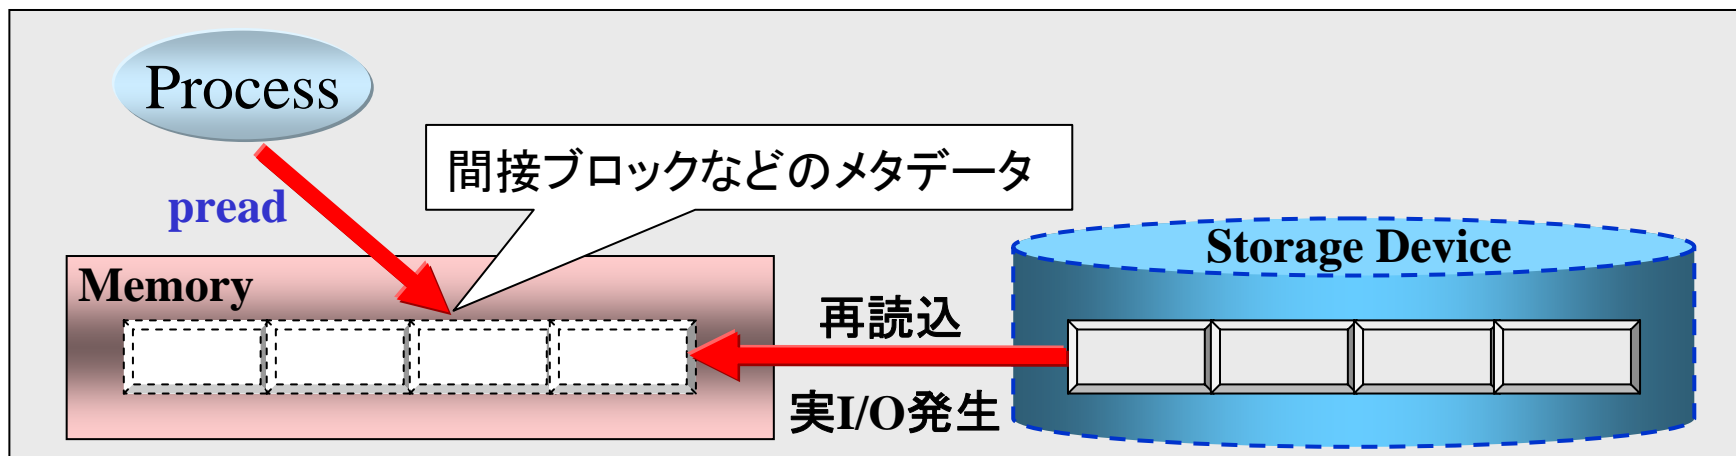 Process
間接ブロックなどのメタデータ
pread
Storage Device
Memory
再読込
実I/O発生